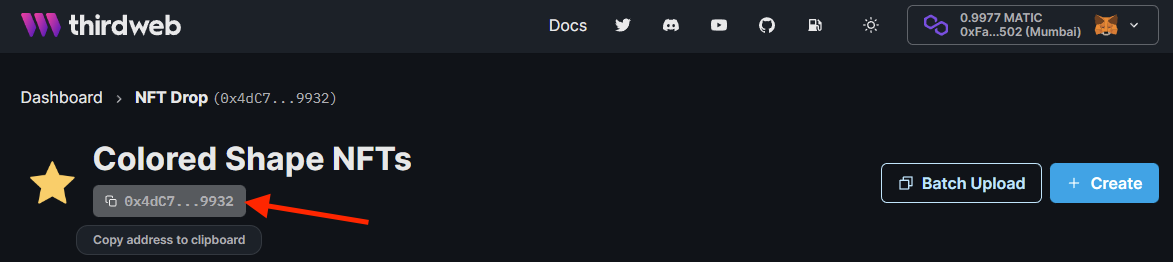 thirdweb
Docs
0.9977 MATIC
0xFa...502 (Mumbai)
Dashboard > NFT Drop (0x4dC7...9932)
Colored Shape NFTs
0x4dC7...9932
Copy address to clipboard
Batch Upload
+ Create